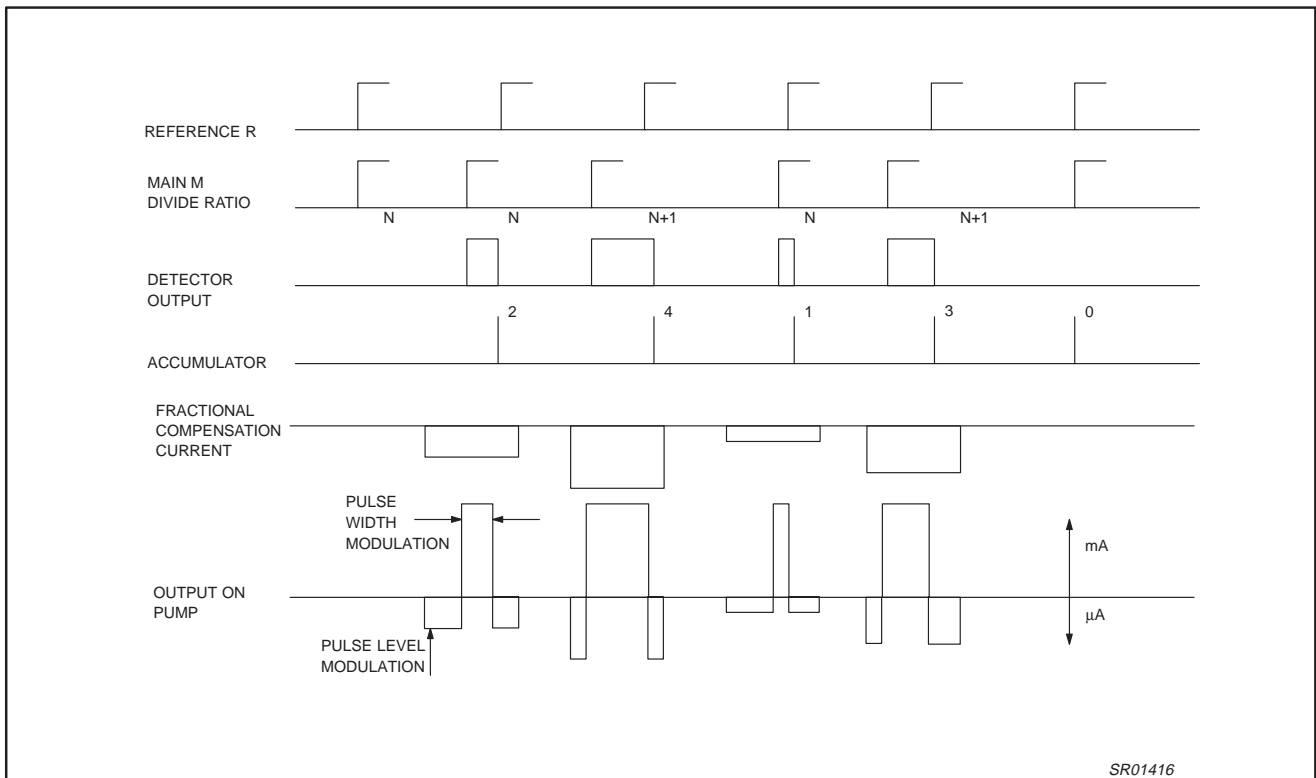 REFERENCE R
MAIN M
DIVIDE RATIO
N
N
N+1
N
N+1
DETECTOR
OUTPUT
2
4
1
3
0
ACCUMULATOR
FRACTIONAL
COMPENSATION
CURRENT
PULSE
WIDTH
MODULATION
mA
OUTPUT ON
PUMP
µA
PULSE LEVEL
MODULATION
SR01416